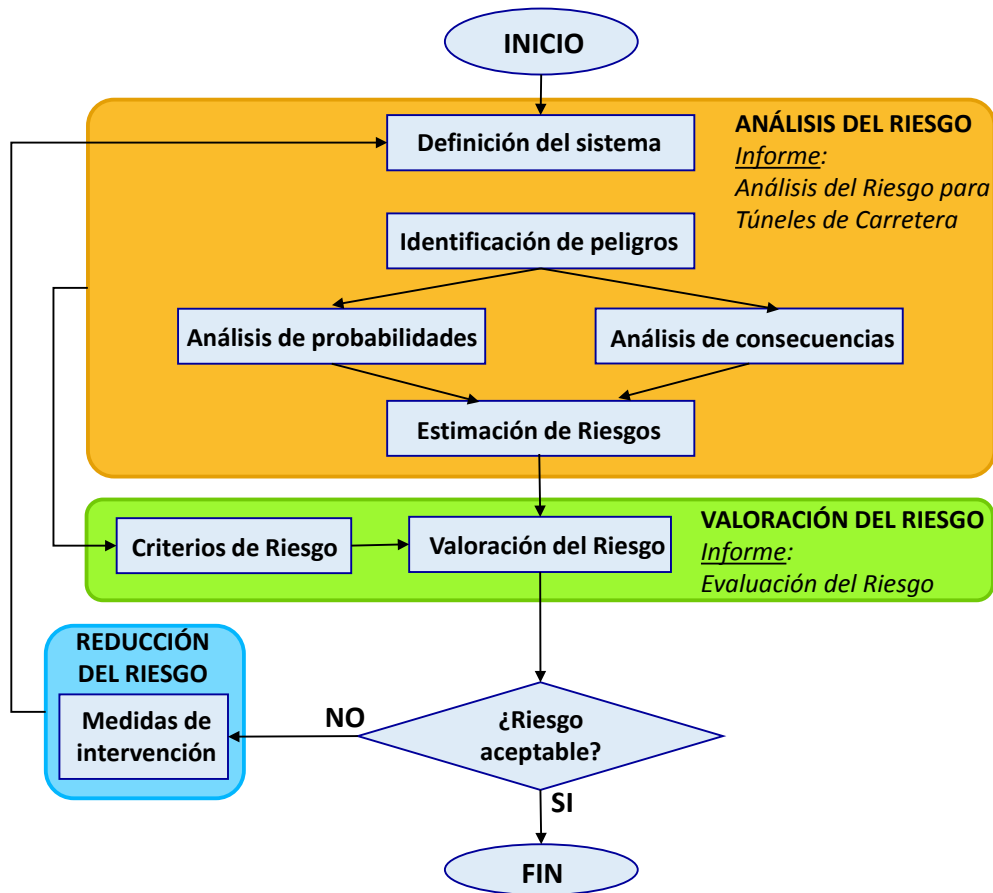 INICIO
Definición del sistema
ANÁLISIS DEL RIESGO
Informe:
Análisis del Riesgo para
Túneles de Carretera
Identificación de peligros
Análisis de probabilidades
Análisis de consecuencias
Estimación de Riesgos
VALORACIÓN DEL RIESGO
Informe:
Evaluación del Riesgo
Criterios de Riesgo
Valoración del Riesgo
REDUCCIÓN
DEL RIESGO
Medidas de
intervención
NO
¿Riesgo
aceptable?
SI
FIN